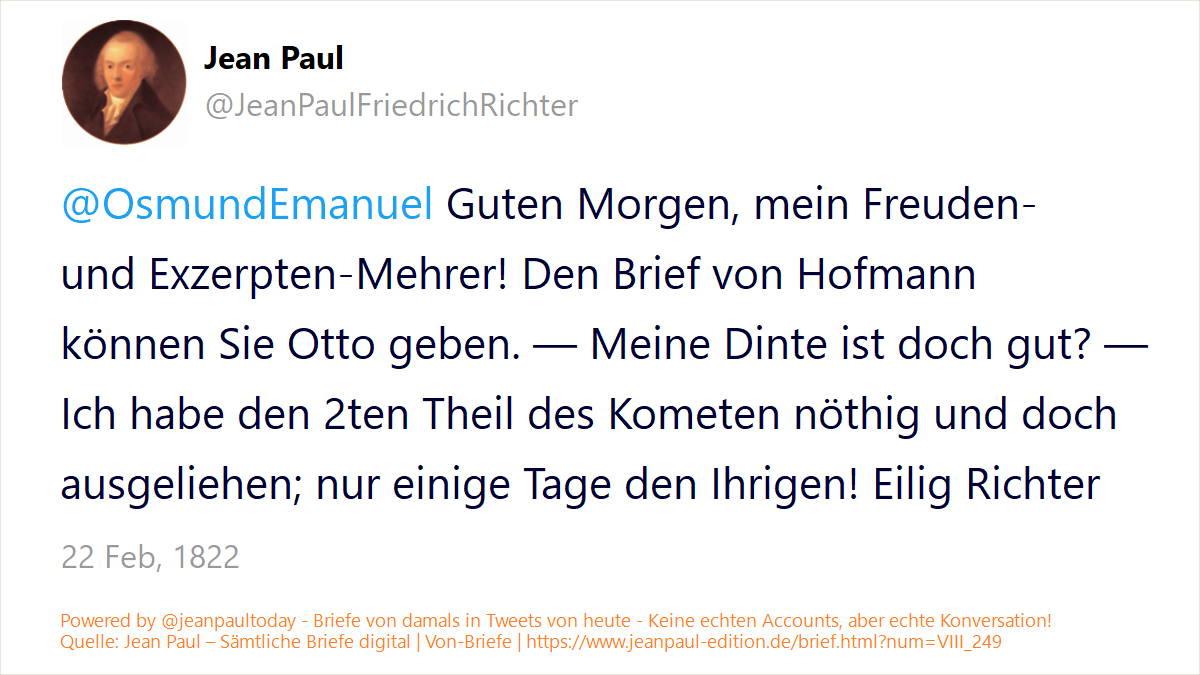 Jean Paul
@JeanPaulFriedrichRichter
@OsmundEmanuel Guten Morgen, mein Freuden-
und Exzerpten-Mehrer! Den Brief von Hofmann
können Sie Otto geben. — Meine Dinte ist doch gut? —
Ich habe den 2ten Theil des Kometen nöthig und doch
ausgeliehen; nur einige Tage den Ihrigen! Eilig Richter
22 Feb, 1822
Powered by @jeanpaultoday - Briefe von damals in Tweets von heute - Keine echten Accounts, aber echte Konversation!
Quelle: Jean Paul – Sämtliche Briefe digital | Von-Briefe | https://www.jeanpaul-edition.de/brief.html?num=VIII_249